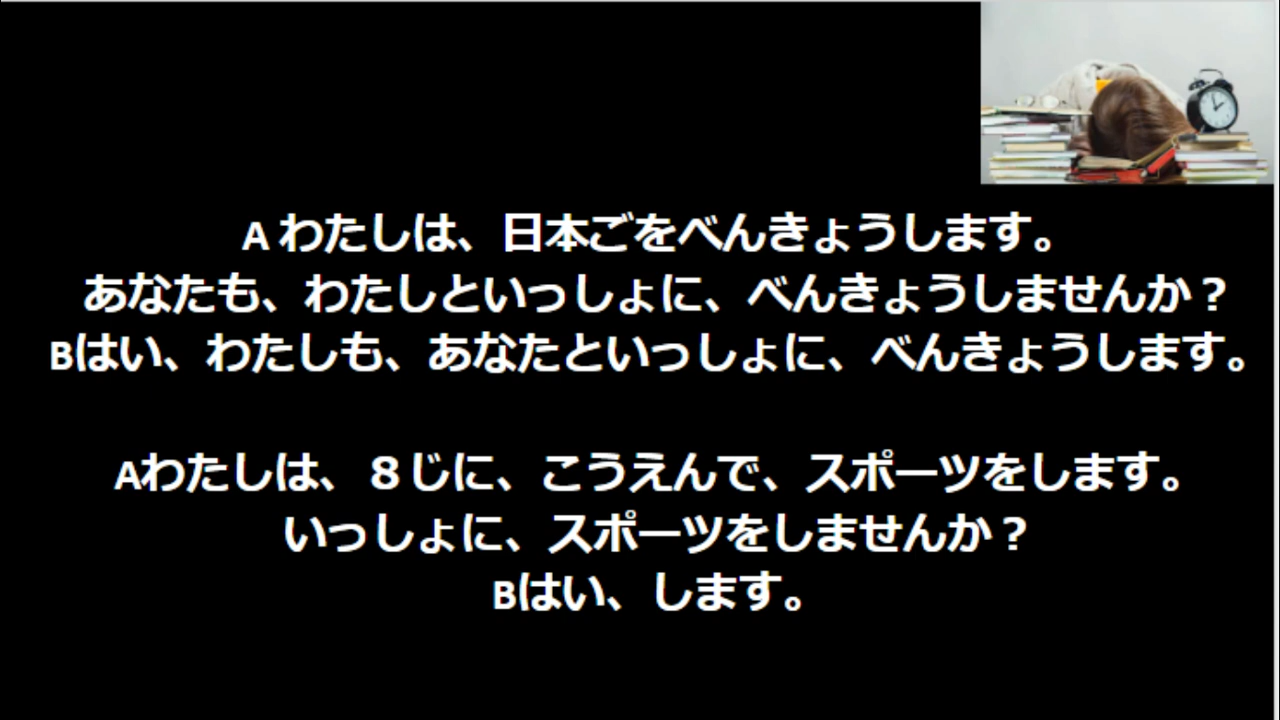 A わたしは、日本ごをべんきょうします。
あなたも、わたしといっしょに、べんきょうしませんか？
Bはい、わたしも、あなたといっしょに、べんきょうします。
Aわたしは、８じに、こうえんで、スポーツをします。
いっしょに、スポーツをしませんか？
Bはい、します。